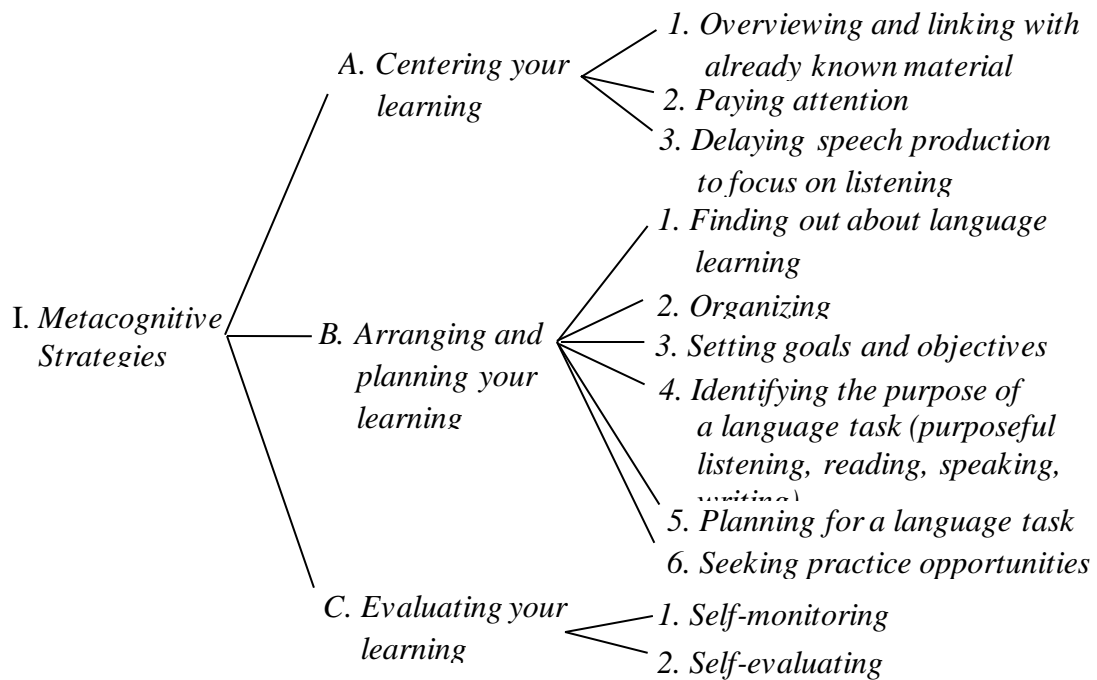 I. Metacognitive
Strategies
A. Centering your
learning
1. Overviewing and linking with
already known material
2. Paying attention
3. Delaying speech production
to focus on listening
B. Arranging and
planning your
learning
1. Finding out about language
learning
2. Organizing
3. Setting goals and objectives
4. Identifying the purpose of
a language task (purposeful
listening, reading, speaking,
writing)
5. Planning for a language task
6. Seeking practice opportunities
C. Evaluating your
learning
1. Self-monitoring
2. Self-evaluating